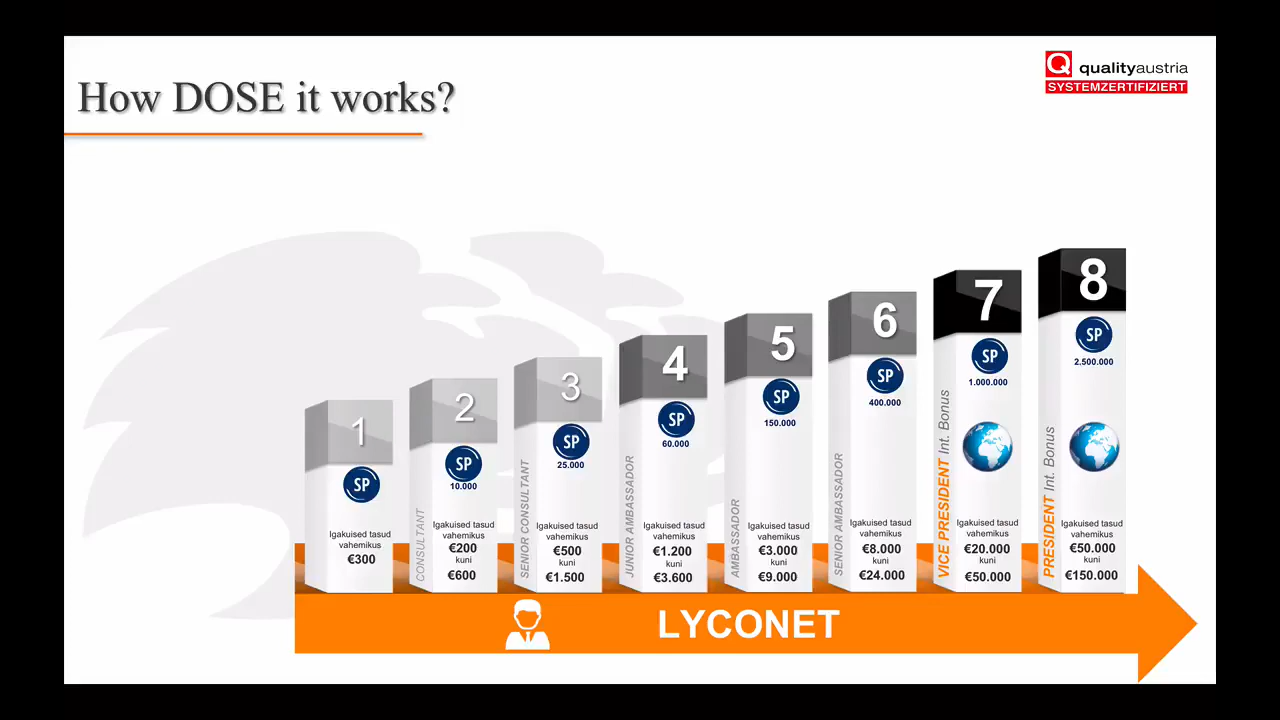 How DOSE it works?
Q qualityaustria
SYSTEMZERTIFIZIERT
1
SP
Igakuised tasud
vahemikus
€300
2
SP
10.000
CONSULTANT
Igakuised tasud
vahemikus
€200
kuni
€600
3
SP
25.000
SENIOR CONSULTANT
Igakuised tasud
vahemikus
€500
kuni
€1.500
4
SP
60.000
JUNIOR AMBASSADOR
Igakuised tasud
vahemikus
€1.200
kuni
€3.600
5
SP
150.000
AMBASSADOR
Igakuised tasud
vahemikus
€3.000
kuni
€9.000
6
SP
400.000
SENIOR AMBASSADOR
Igakuised tasud
vahemikus
€8.000
kuni
€24.000
7
SP
1.000.000
VICE PRESIDENT Int. Bonus
Igakuised tasud
vahemikus
€20.000
kuni
€50.000
8
SP
2.500.000
PRESIDENT Int. Bonus
Igakuised tasud
vahemikus
€50.000
kuni
€150.000
LYCONET